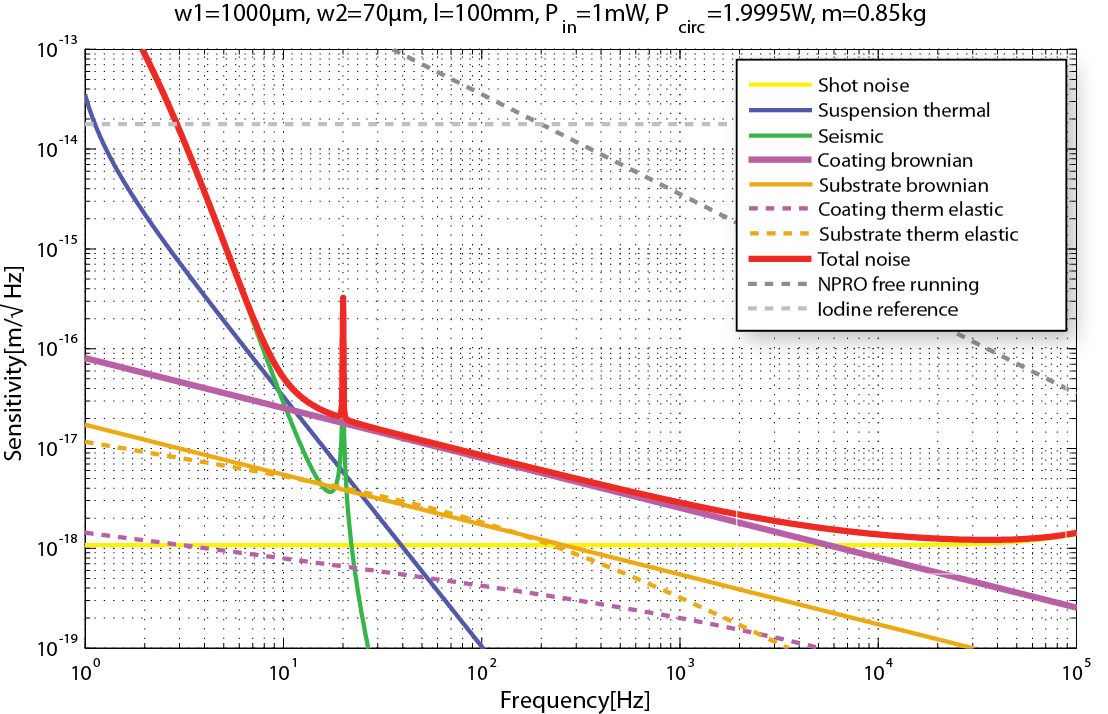 w1=1000µm, w2=70µm, l=100mm, P_in=1mW, P_circ=1.9995W, m=0.85kg
10^-13
10^-14
10^-15
10^-16
10^-17
10^-18
10^-19
Sensitivity[m/√ Hz]
Shot noise
Suspension thermal
Seismic
Coating brownian
Substrate brownian
Coating therm elastic
Substrate therm elastic
Total noise
NPRO free running
Iodine reference
10^0 10^1 10^2 10^3 10^4 10^5
Frequency[Hz]